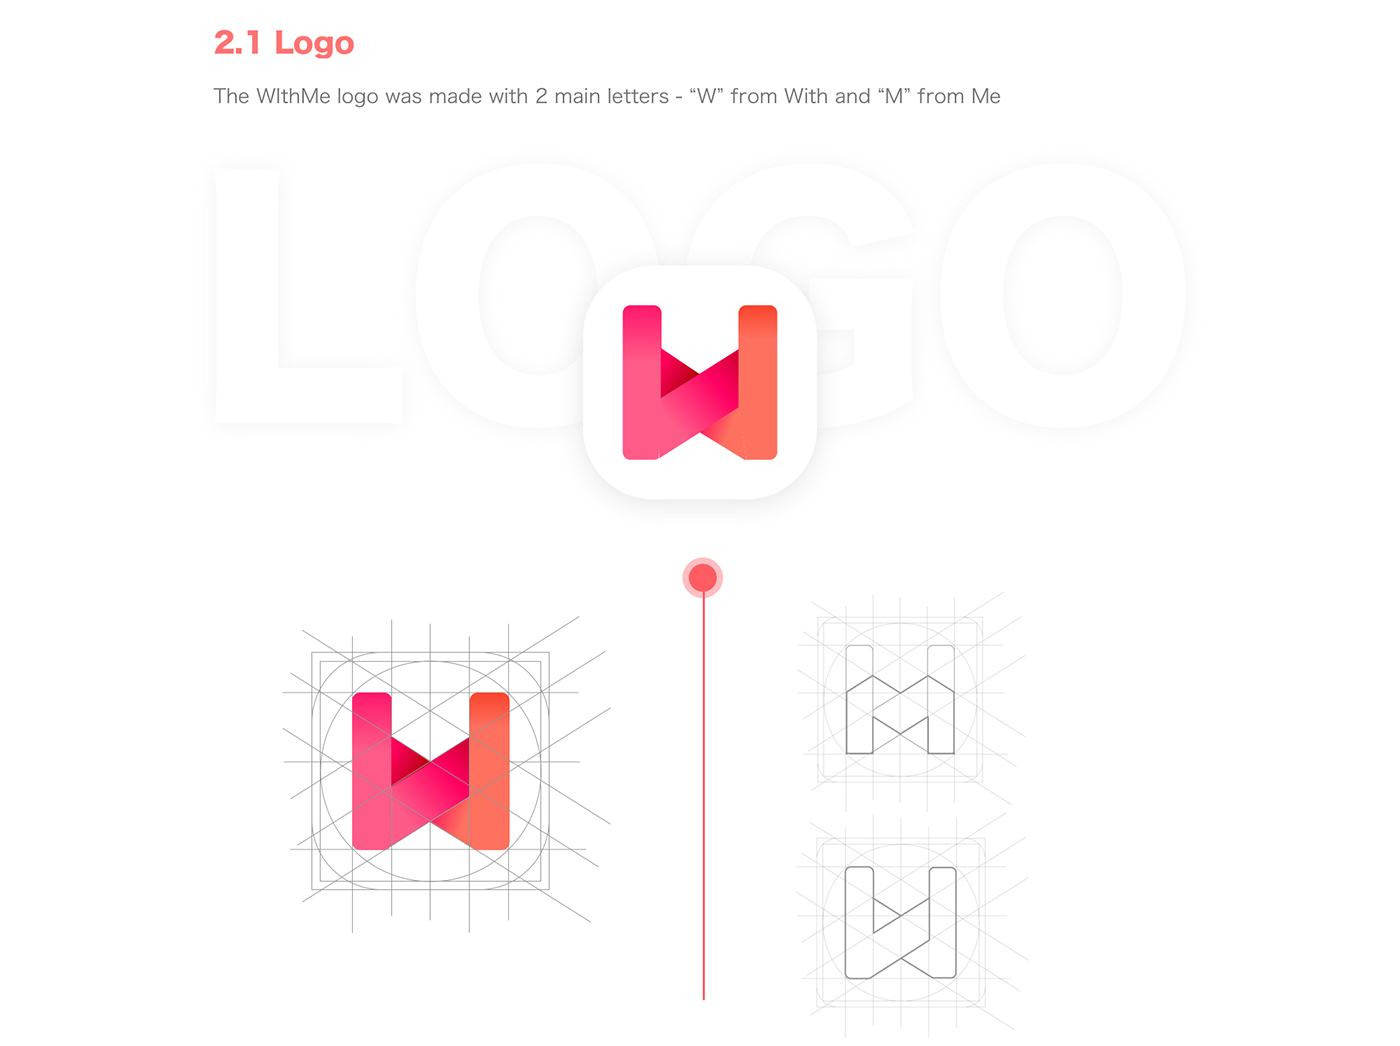 2.1 Logo
The WIthMe logo was made with 2 main letters - “W” from With and “M” from Me
LOGO